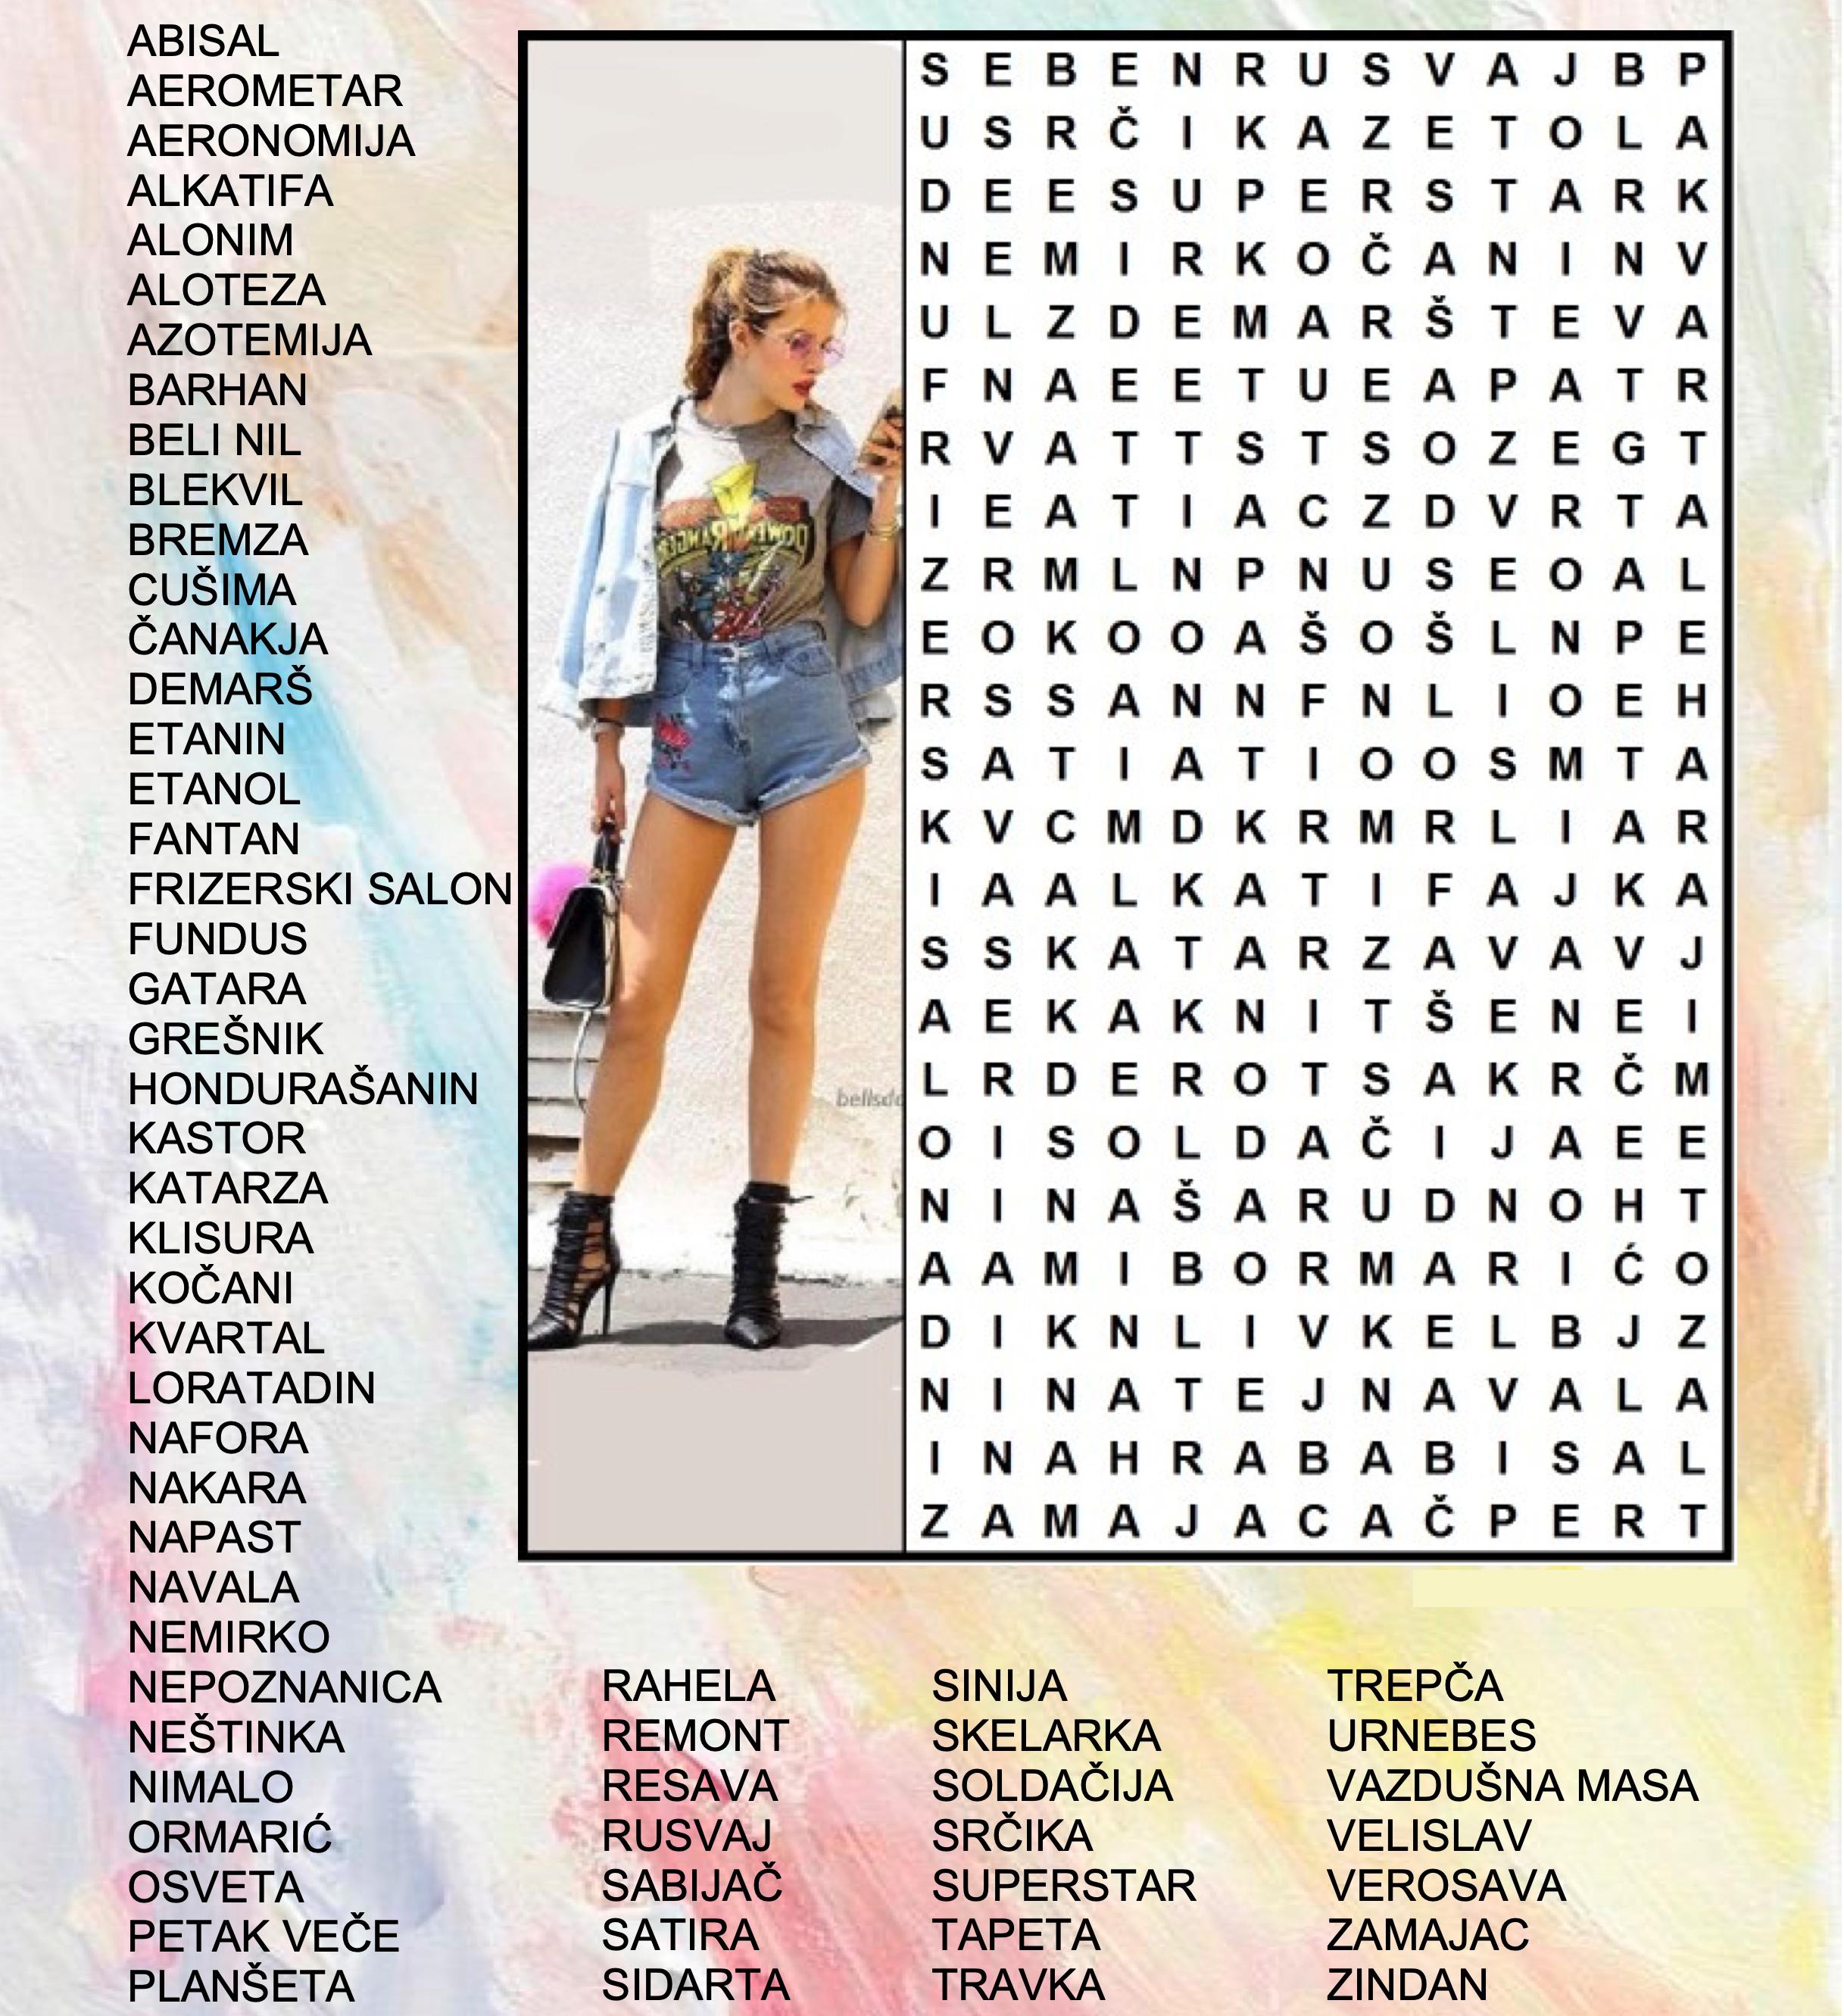 ABISAL
AEROMETAR
AERONOMIJA
ALKATIFA
ALONIM
ALOTEZA
AZOTEMIJA
BARHAN
BELI NIL
BLEKVIL
BREMZA
CUŠIMA
ČANAKJA
DEMARŠ
ETANIN
ETANOL
FANTAN
FRIZERSKI SALON
FUNDUS
GATARA
GREŠNIK
HONDURAŠANIN
KASTOR
KATARZA
KLISURA
KOČANI
KVARTAL
LORATADIN
NAFORA
NAKARA
NAPAST
NAVALA
NEMIRKO
NEPOZNANICA
NEŠTINKA
NIMALO
ORMARIĆ
OSVETA
PETAK VEČE
PLANŠETA
S E B E N R U S V A J B P
U S R Č I K A Z E T O L A
D E E S U P E R S T A R K
N E M I R K O Č A N I N V
U L Z D E M A R Š T E V A
F N A E E T U E A P A T R
R V A T T S T S O Z E G T
I E A T I A C Z D V R T A
Z R M L N P N U S E O A L
E O K O O A Š O Š L N P E
R S S A N N F N L I O E H
S A T I A T I O O S M T A
K V C M D K R M R L I A R
I A A L K A T I F A J K A
S S K A T A R Z A V A V J
A E K A K N I T Š E N E I
L R D E R O T S A K R Č M
O I S O L D A Č I J A E E
N I N A Š A R U D N O H T
A A M I B O R M A R I Ć O
D I K N L I V K E L B J Z
N I N A T E J N A V A L A
I N A H R A B A B I S A L
Z A M A J A C A Č P E R T
bellsdo
RAHELA
REMONT
RESAVA
RUSVAJ
SABIJAČ
SATIRA
SIDARTA
SINIJA
SKELARKA
SOLDAČIJA
SRČIKA
SUPERSTAR
TAPETA
TRAVKA
TREPČA
URNEBES
VAZDUŠNA MASA
VELISLAV
VEROSAVA
ZAMAJAC
ZINDAN